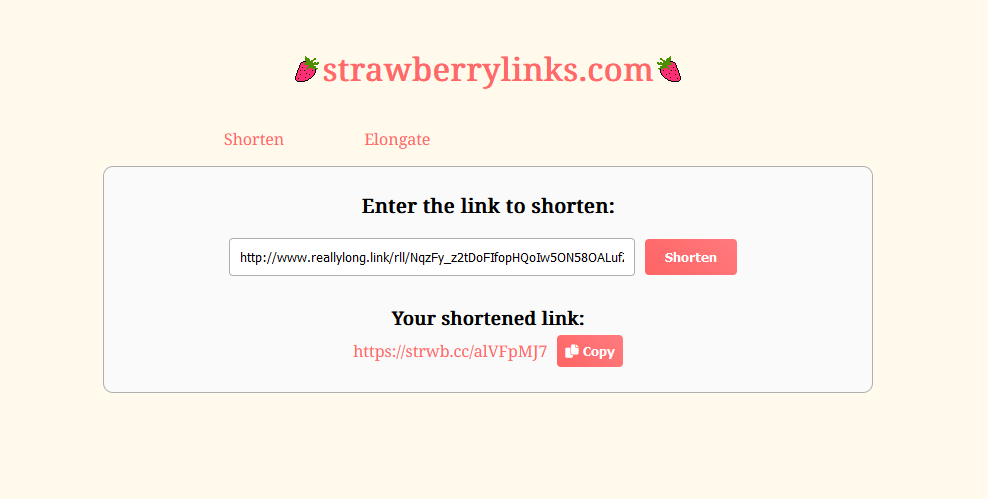 strawberrylinks.com
Shorten Elongate
Enter the link to shorten:
http://www.reallylong.link/rll/NqzFy_z2tDoFIfopHQoIw5ON58OALuf
Shorten
Your shortened link:
https://strwb.cc/alVFpMJ7 Copy